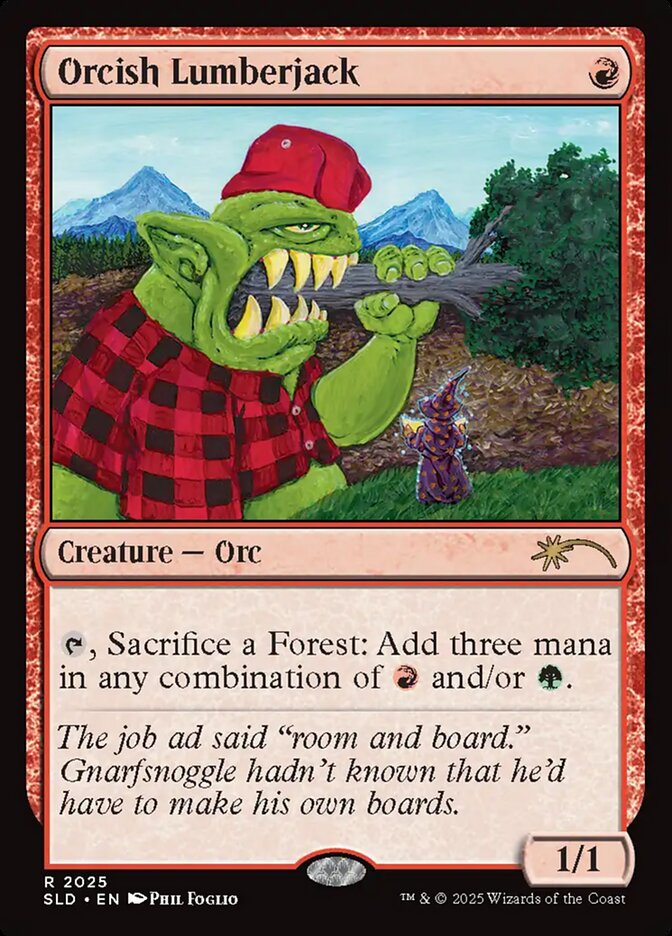 Orcish Lumberjack
Creature — Orc
, Sacrifice a Forest: Add three mana
in any combination of and/or .
The job ad said “room and board.”
Gnarfsnoggle hadn’t known that he’d
have to make his own boards.
1/1
R 2025
SLD • EN Phil Foglio
™ & © 2025 Wizards of the Coast